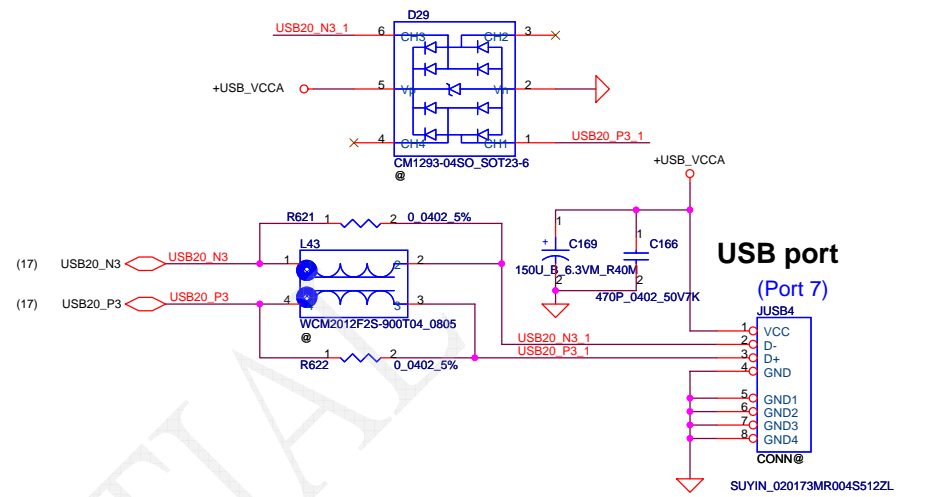 D29
USB20_N3_1 6 CH3 CH2 3
+USB_VCCA 5 Vp Vn 2
4 CH4 CH1 1 USB20_P3_1
CM1293-04SO_SOT23-6
@
+USB_VCCA
R621 1 2 0_0402_5%
L43
(17) USB20_N3 USB20_N3 1 2 2
(17) USB20_P3 USB20_P3 4 3 3
WCM2012F2S-900T04_0805
@
R622 1 2 0_0402_5%
1 + C169 2
150U_B_6.3VM_R40M
1 C166 2
470P_0402_50V7K
USB port
(Port 7)
JUSB4
1 VCC
USB20_N3_1 2 D-
USB20_P3_1 3 D+
4 GND
5 GND1
6 GND2
7 GND3
8 GND4
CONN@
SUYIN_020173MR004S512ZL
TIAL